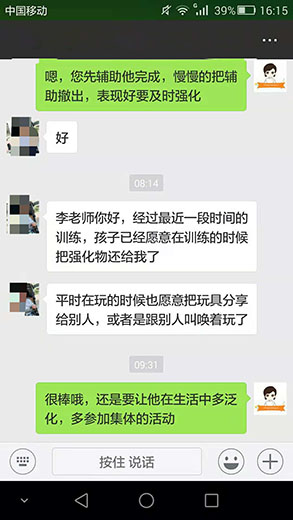 中国移动 39% 16:15
嗯，您先辅助他完成，慢慢的把辅
助撤出，表现好要及时强化
好
08:14
李老师你好，经过最近一段时间的
训练，孩子已经愿意在训练的时候
把强化物还给我了
平时在玩的时候也愿意把玩具分享
给别人，或者是跟别人叫唤着玩了
09:31
很棒哦，还是要让他在生活中多泛
化，多参加集体的活动
按住 说话